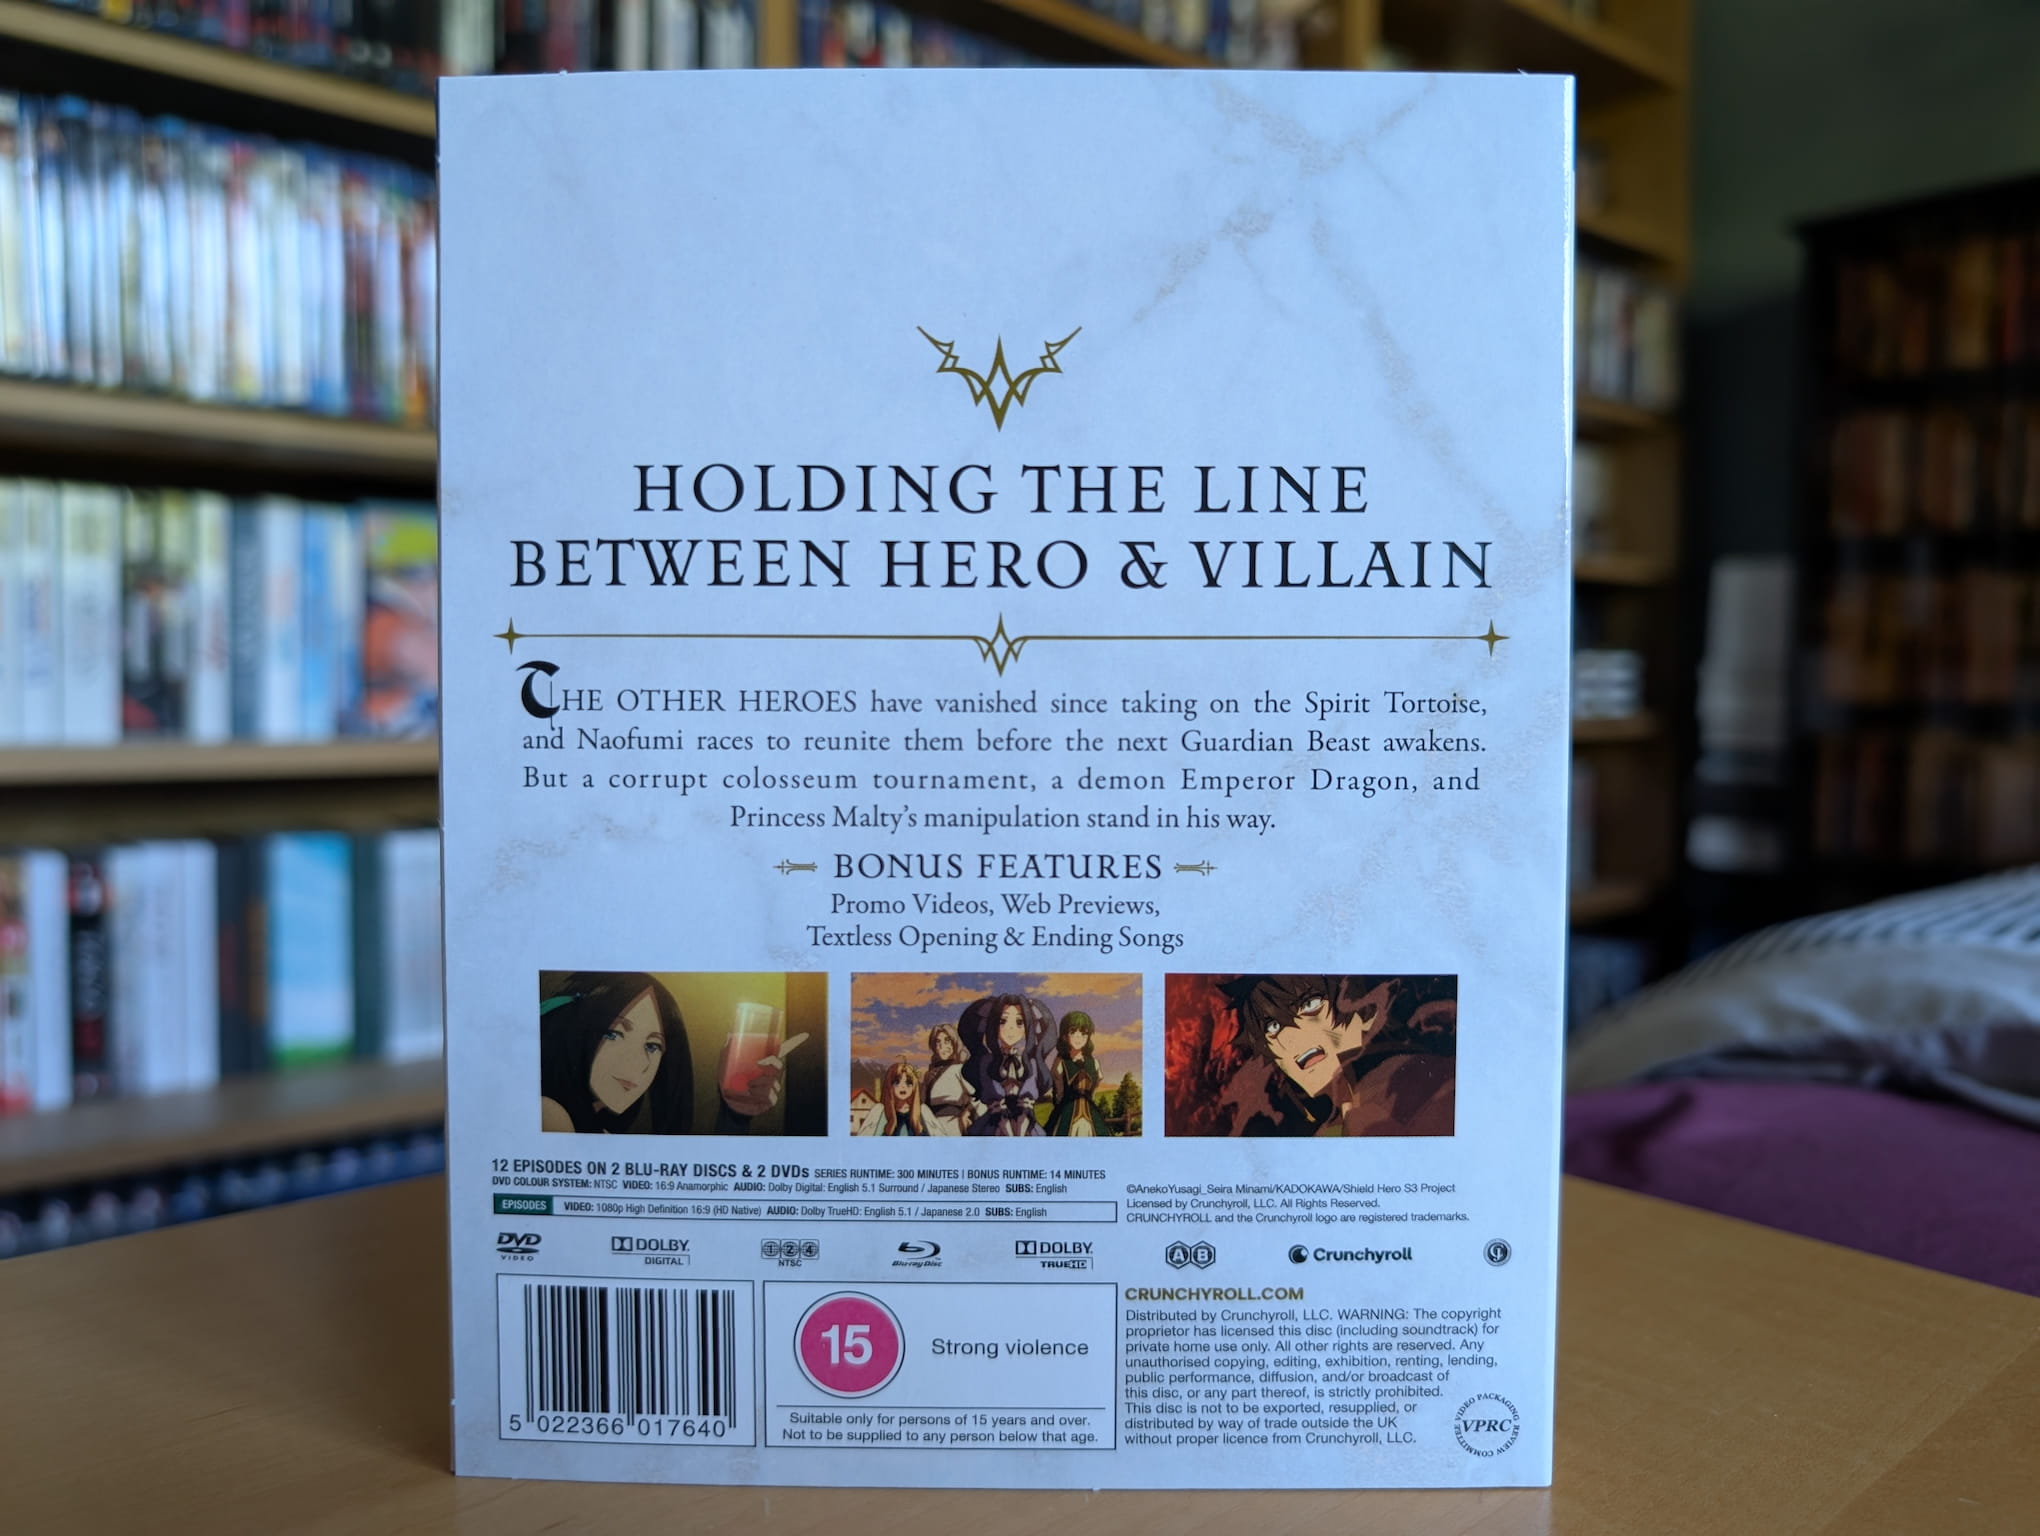 HOLDING THE LINE
BETWEEN HERO & VILLAIN
THE OTHER HEROES have vanished since taking on the Spirit Tortoise,
and Naofumi races to reunite them before the next Guardian Beast awakens.
But a corrupt colosseum tournament, a demon Emperor Dragon, and
Princess Malty's manipulation stand in his way.
BONUS FEATURES
Promo Videos, Web Previews,
Textless Opening & Ending Songs
12 EPISODES ON 2 BLU-RAY DISCS & 2 DVDs SERIES RUNTIME: 300 MINUTES | BONUS RUNTIME: 14 MINUTES
DVD COLOUR SYSTEM: NTSC VIDEO: 16:9 Anamorphic AUDIO: Dolby Digital: English 5.1 Surround / Japanese Stereo SUBS: English
EPISODES VIDEO: 1080p High Definition 16:9 (HD Native) AUDIO: Dolby TrueHD: English 5.1 / Japanese 2.0 SUBS: English
©AnekoYusagi_Seira Minami/KADOKAWA/Shield Hero S3 Project
Licensed by Crunchyroll, LLC. All Rights Reserved.
CRUNCHYROLL and the Crunchyroll logo are registered trademarks.
DVD VIDEO
DOLBY DIGITAL
1 2 4 NTSC
Blu-ray Disc
DOLBY TRUEHD
A B
Crunchyroll
5 022366 017640
15
Strong violence
Suitable only for persons of 15 years and over.
Not to be supplied to any person below that age.
CRUNCHYROLL.COM
Distributed by Crunchyroll, LLC. WARNING: The copyright
proprietor has licensed this disc (including soundtrack) for
private home use only. All other rights are reserved. Any
unauthorised copying, editing, exhibition, renting, lending,
public performance, diffusion, and/or broadcast of
this disc, or any part thereof, is strictly prohibited.
This disc is not to be exported, resupplied, or
distributed by way of trade outside the UK
without proper licence from Crunchyroll, LLC.
VIDEO PACKAGING REVIEW COMMITTEE
VPRC